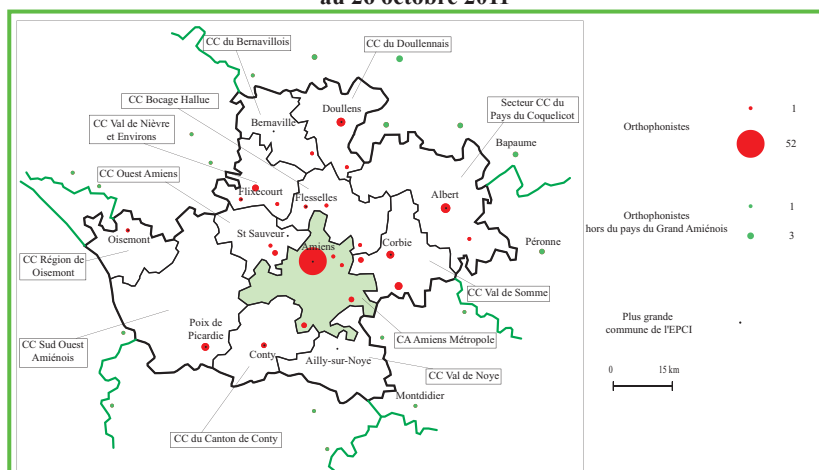 au 26 octobre 2011
CC du Bernavillois
CC du Doullennais
CC Bocage Hallue
Doullens
Secteur CC du
Pays du Coquelicot
Bernaville
CC Val de Nièvre
et Environs
Bapaume
CC Ouest Amiens
Flixecourt
Flesselles
Albert
Oisemont
St Sauveur
Amiens
Corbie
Péronne
CC Région de
Oisemont
CC Val de Somme
Poix de
Picardie
CA Amiens Métropole
CC Sud Ouest
Amiénois
Conty
Ailly-sur-Noye
CC Val de Noye
Montdidier
CC du Canton de Conty
Orthophonistes
1
52
Orthophonistes
hors du pays du Grand Amiénois
1
3
Plus grande
commune de l'EPCI
0
15 km